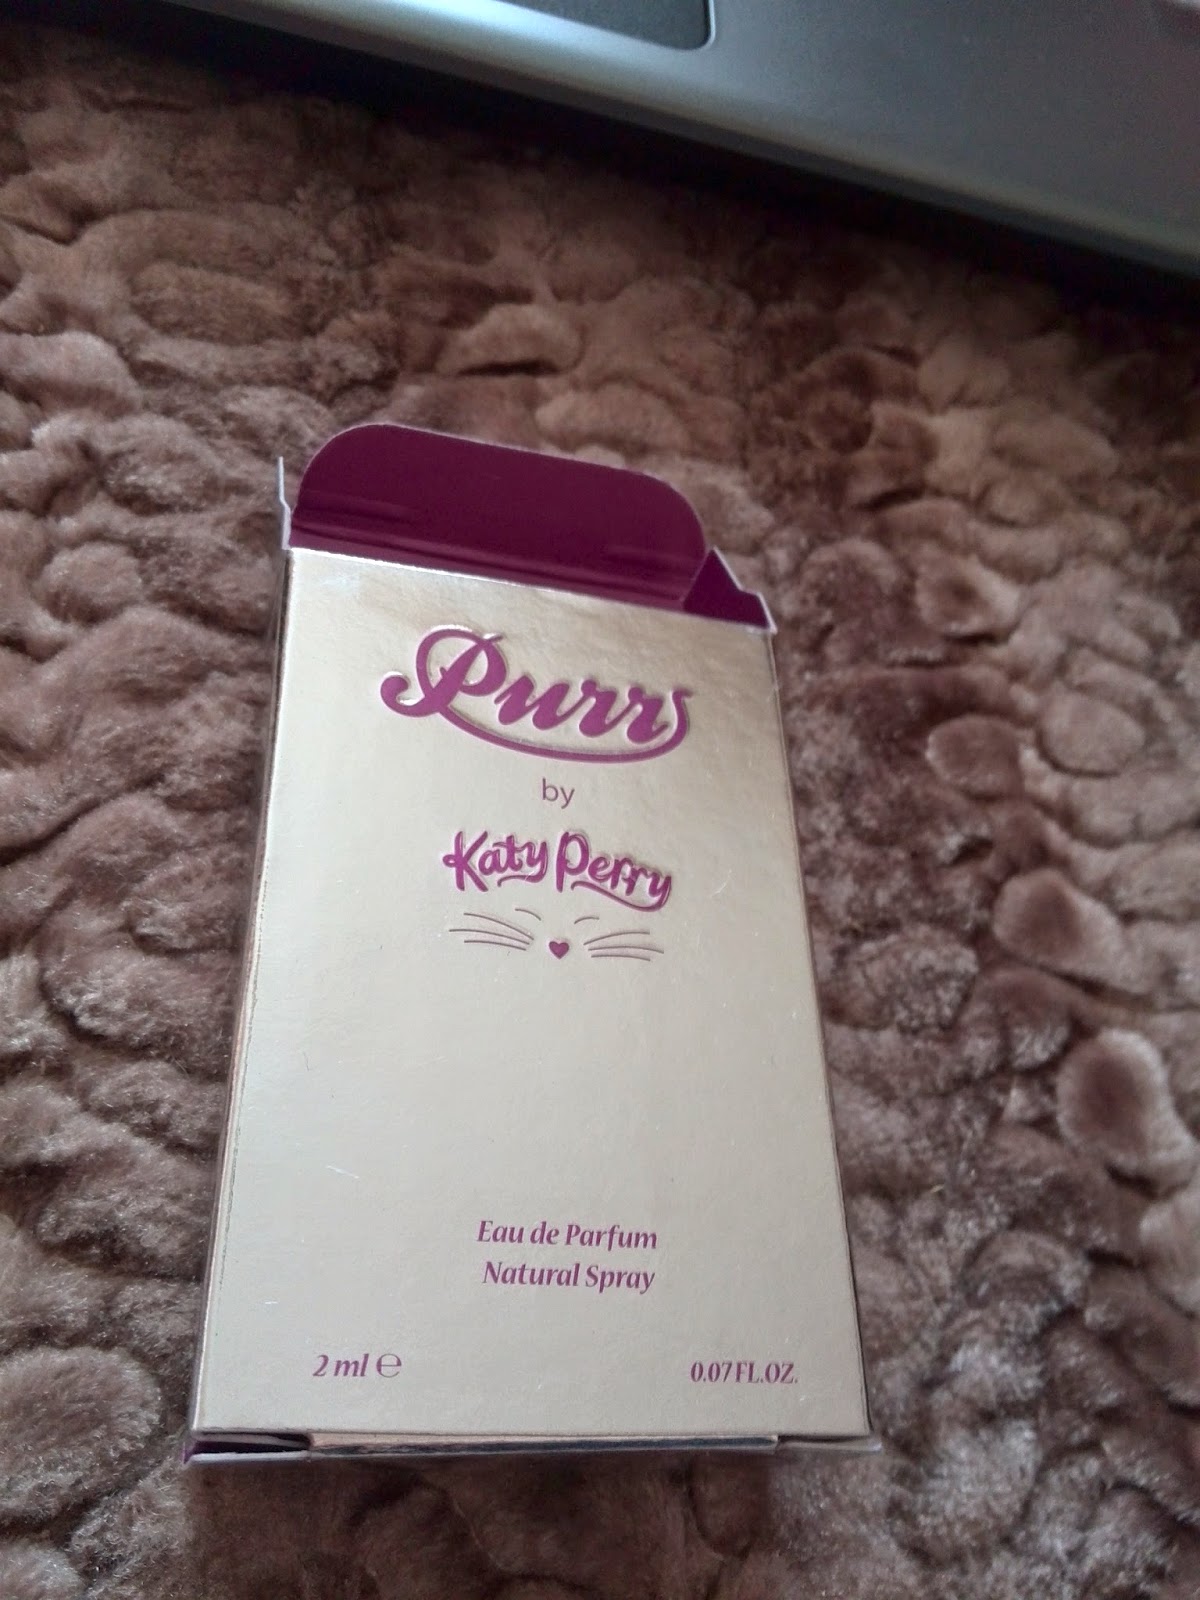 Purr
by
Katy Perry
Eau de Parfum
Natural Spray
2 ml ℮
0.07 FL.OZ.